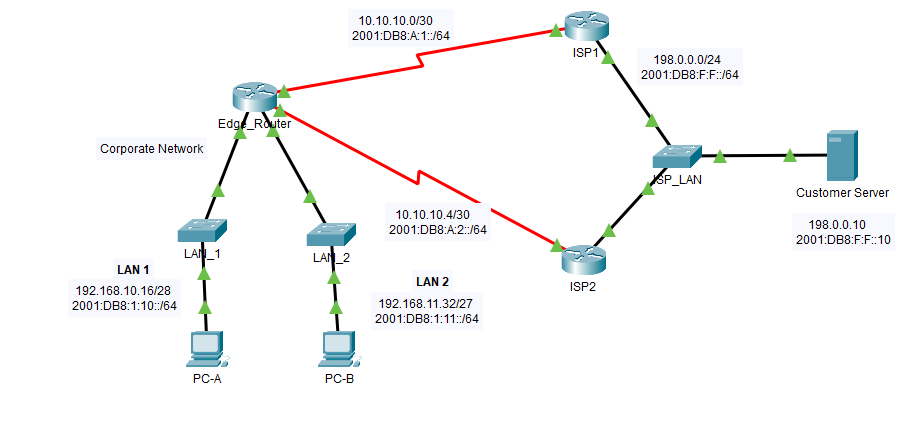 10.10.10.0/30
2001:DB8:A:1::/64
ISP1
198.0.0.0/24
2001:DB8:F:F::/64
Edge_Router
Corporate Network
ISP_LAN
Customer Server
198.0.0.10
2001:DB8:F:F::10
10.10.10.4/30
2001:DB8:A:2::/64
ISP2
LAN_1
LAN_2
LAN 1
192.168.10.16/28
2001:DB8:1:10::/64
LAN 2
192.168.11.32/27
2001:DB8:1:11::/64
PC-A
PC-B